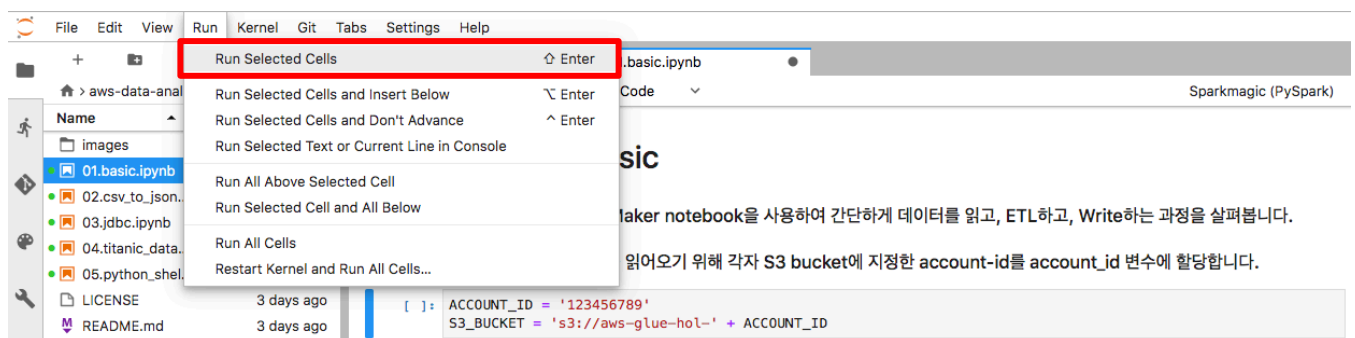 File Edit View Run Kernel Git Tabs Settings Help
Run Selected Cells ⇧ Enter
Run Selected Cells and Insert Below ⌥ Enter
Run Selected Cells and Don't Advance ^ Enter
Run Selected Text or Current Line in Console
Run All Above Selected Cell
Run Selected Cell and All Below
Run All Cells
Restart Kernel and Run All Cells...
> aws-data-anal
Name
images
01.basic.ipynb
02.csv_to_json..
03.jdbc.ipynb
04.titanic_data..
05.python_shel.
LICENSE 3 days ago
README.md 3 days ago
.basic.ipynb
Code Sparkmagic (PySpark)
sic
Maker notebook을 사용하여 간단하게 데이터를 읽고, ETL하고, Write하는 과정을 살펴봅니다.
읽어오기 위해 각자 S3 bucket에 지정한 account-id를 account_id 변수에 할당합니다.
[ ]: ACCOUNT_ID = '123456789'
S3_BUCKET = 's3://aws-glue-hol-' + ACCOUNT_ID